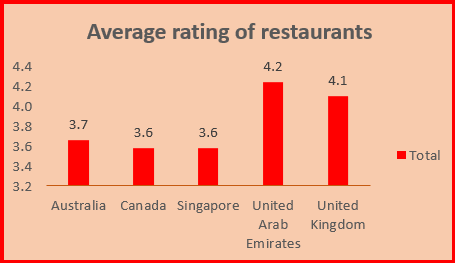 Average rating of restaurants
4.4
4.2
4.0
3.8
3.6
3.4
3.2
3.7
3.6
3.6
4.2
4.1
Australia
Canada
Singapore
United
Arab
Emirates
United
Kingdom
Total